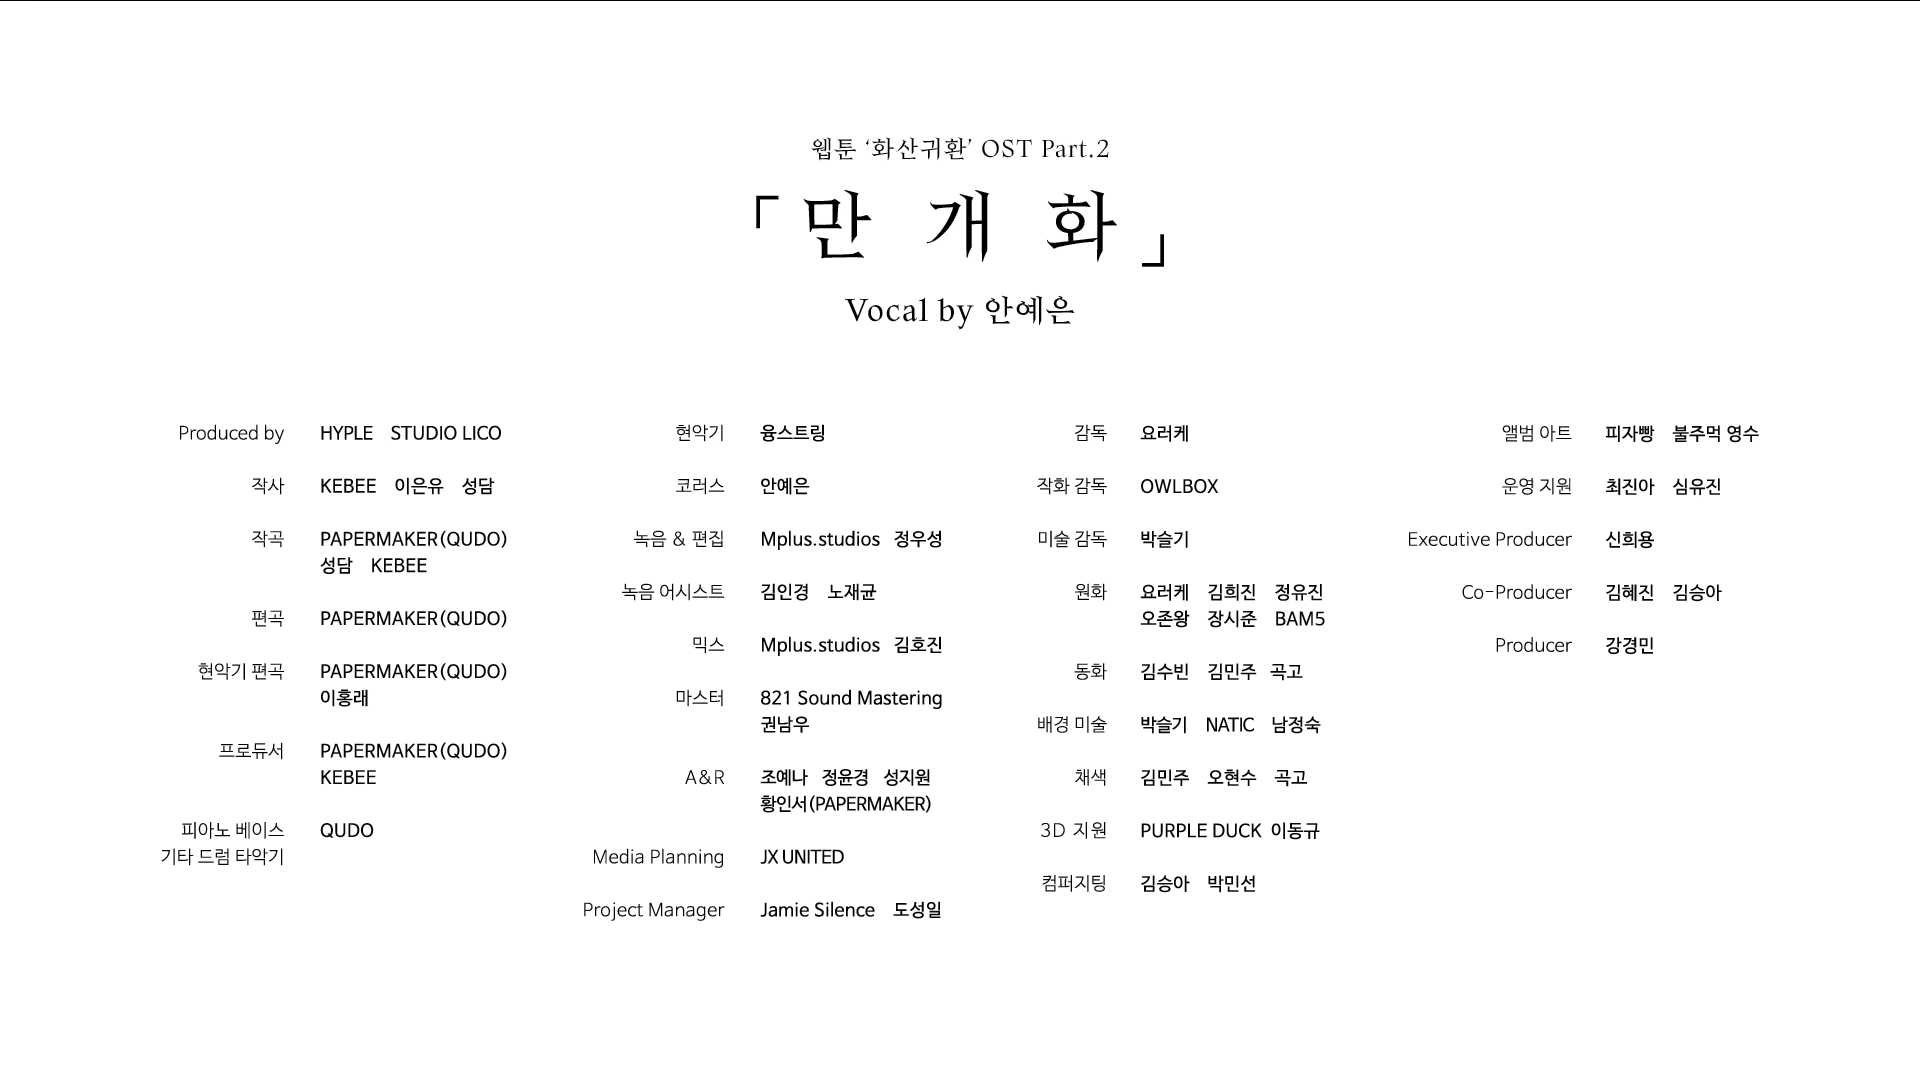 웹툰 ‘화산귀환’ OST Part.2
「만 개 화」
Vocal by 안예은
Produced by HYPLE STUDIO LICO
작사 KEBEE 이은유 성담
작곡 PAPERMAKER(QUDO)
성담 KEBEE
편곡 PAPERMAKER(QUDO)
현악기 편곡 PAPERMAKER(QUDO)
이홍래
프로듀서 PAPERMAKER(QUDO)
KEBEE
피아노 베이스 QUDO
기타 드럼 타악기
현악기 융스트링
코러스 안예은
녹음 & 편집 Mplus.studios 정우성
녹음 어시스트 김인경 노재균
믹스 Mplus.studios 김호진
마스터 821 Sound Mastering
권남우
A&R 조예나 정윤경 성지원
황인서(PAPERMAKER)
Media Planning JX UNITED
Project Manager Jamie Silence 도성일
감독 요러케
작화 감독 OWLBOX
미술 감독 박슬기
원화 요러케 김희진 정유진
오존왕 장시준 BAM5
동화 김수빈 김민주 곡고
배경 미술 박슬기 NATIC 남정숙
채색 김민주 오현수 곡고
3D 지원 PURPLE DUCK 이동규
컴퍼지팅 김승아 박민선
앨범 아트 피자빵 불주먹 영수
운영 지원 최진아 심유진
Executive Producer 신희용
Co-Producer 김혜진 김승아
Producer 강경민